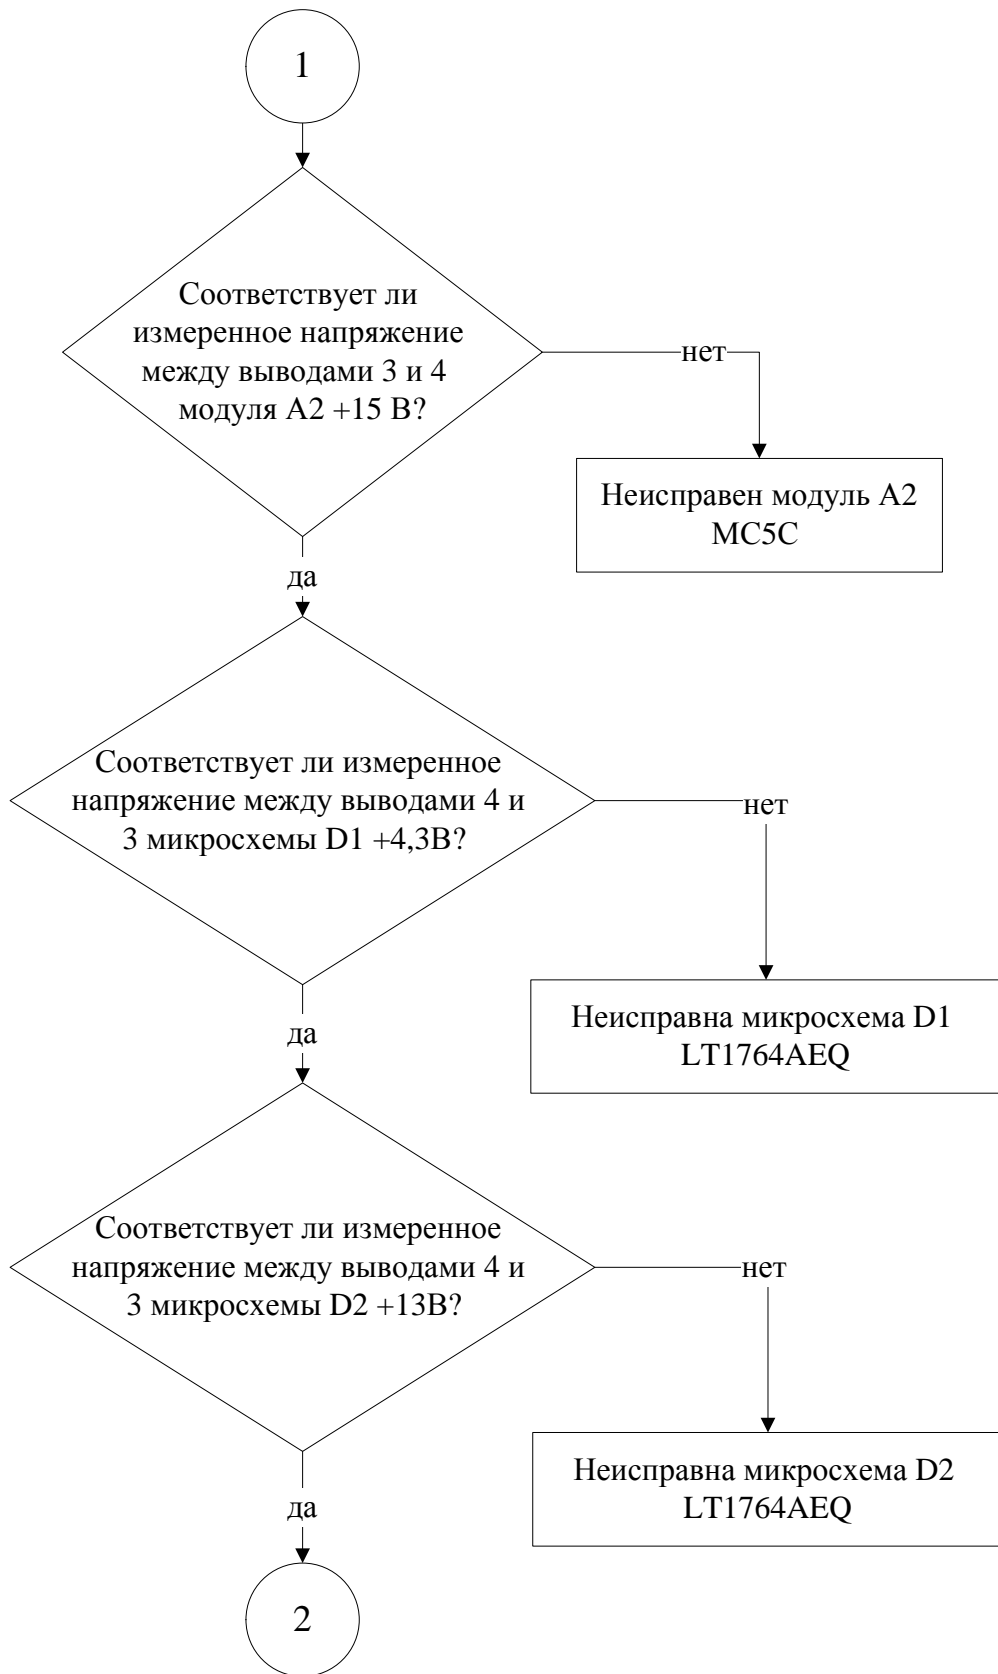 1
Соответствует ли
измеренное напряжение
между выводами 3 и 4
модуля А2 +15 В?
нет
Неисправен модуль А2
МС5С
да
Соответствует ли измеренное
напряжение между выводами 4 и
3 микросхемы D1 +4,3В?
нет
Неисправна микросхема D1
LT1764AEQ
да
Соответствует ли измеренное
напряжение между выводами 4 и
3 микросхемы D2 +13В?
нет
Неисправна микросхема D2
LT1764AEQ
да
2